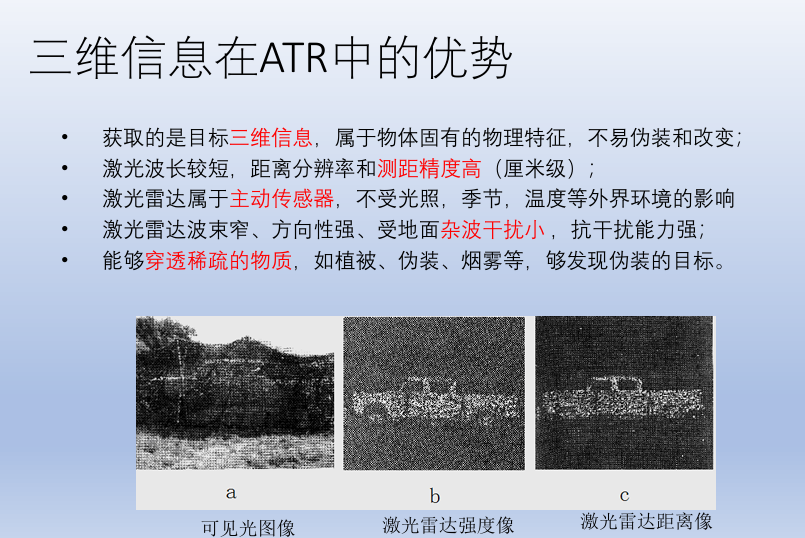 三维信息在ATR中的优势
• 获取的是目标三维信息，属于物体固有的物理特征，不易伪装和改变；
• 激光波长较短，距离分辨率和测距精度高（厘米级）；
• 激光雷达属于主动传感器，不受光照，季节，温度等外界环境的影响
• 激光雷达波束窄、方向性强、受地面杂波干扰小 ，抗干扰能力强；
• 能够穿透稀疏的物质，如植被、伪装、烟雾等，够发现伪装的目标。
a b c
可见光图像 激光雷达强度像 激光雷达距离像